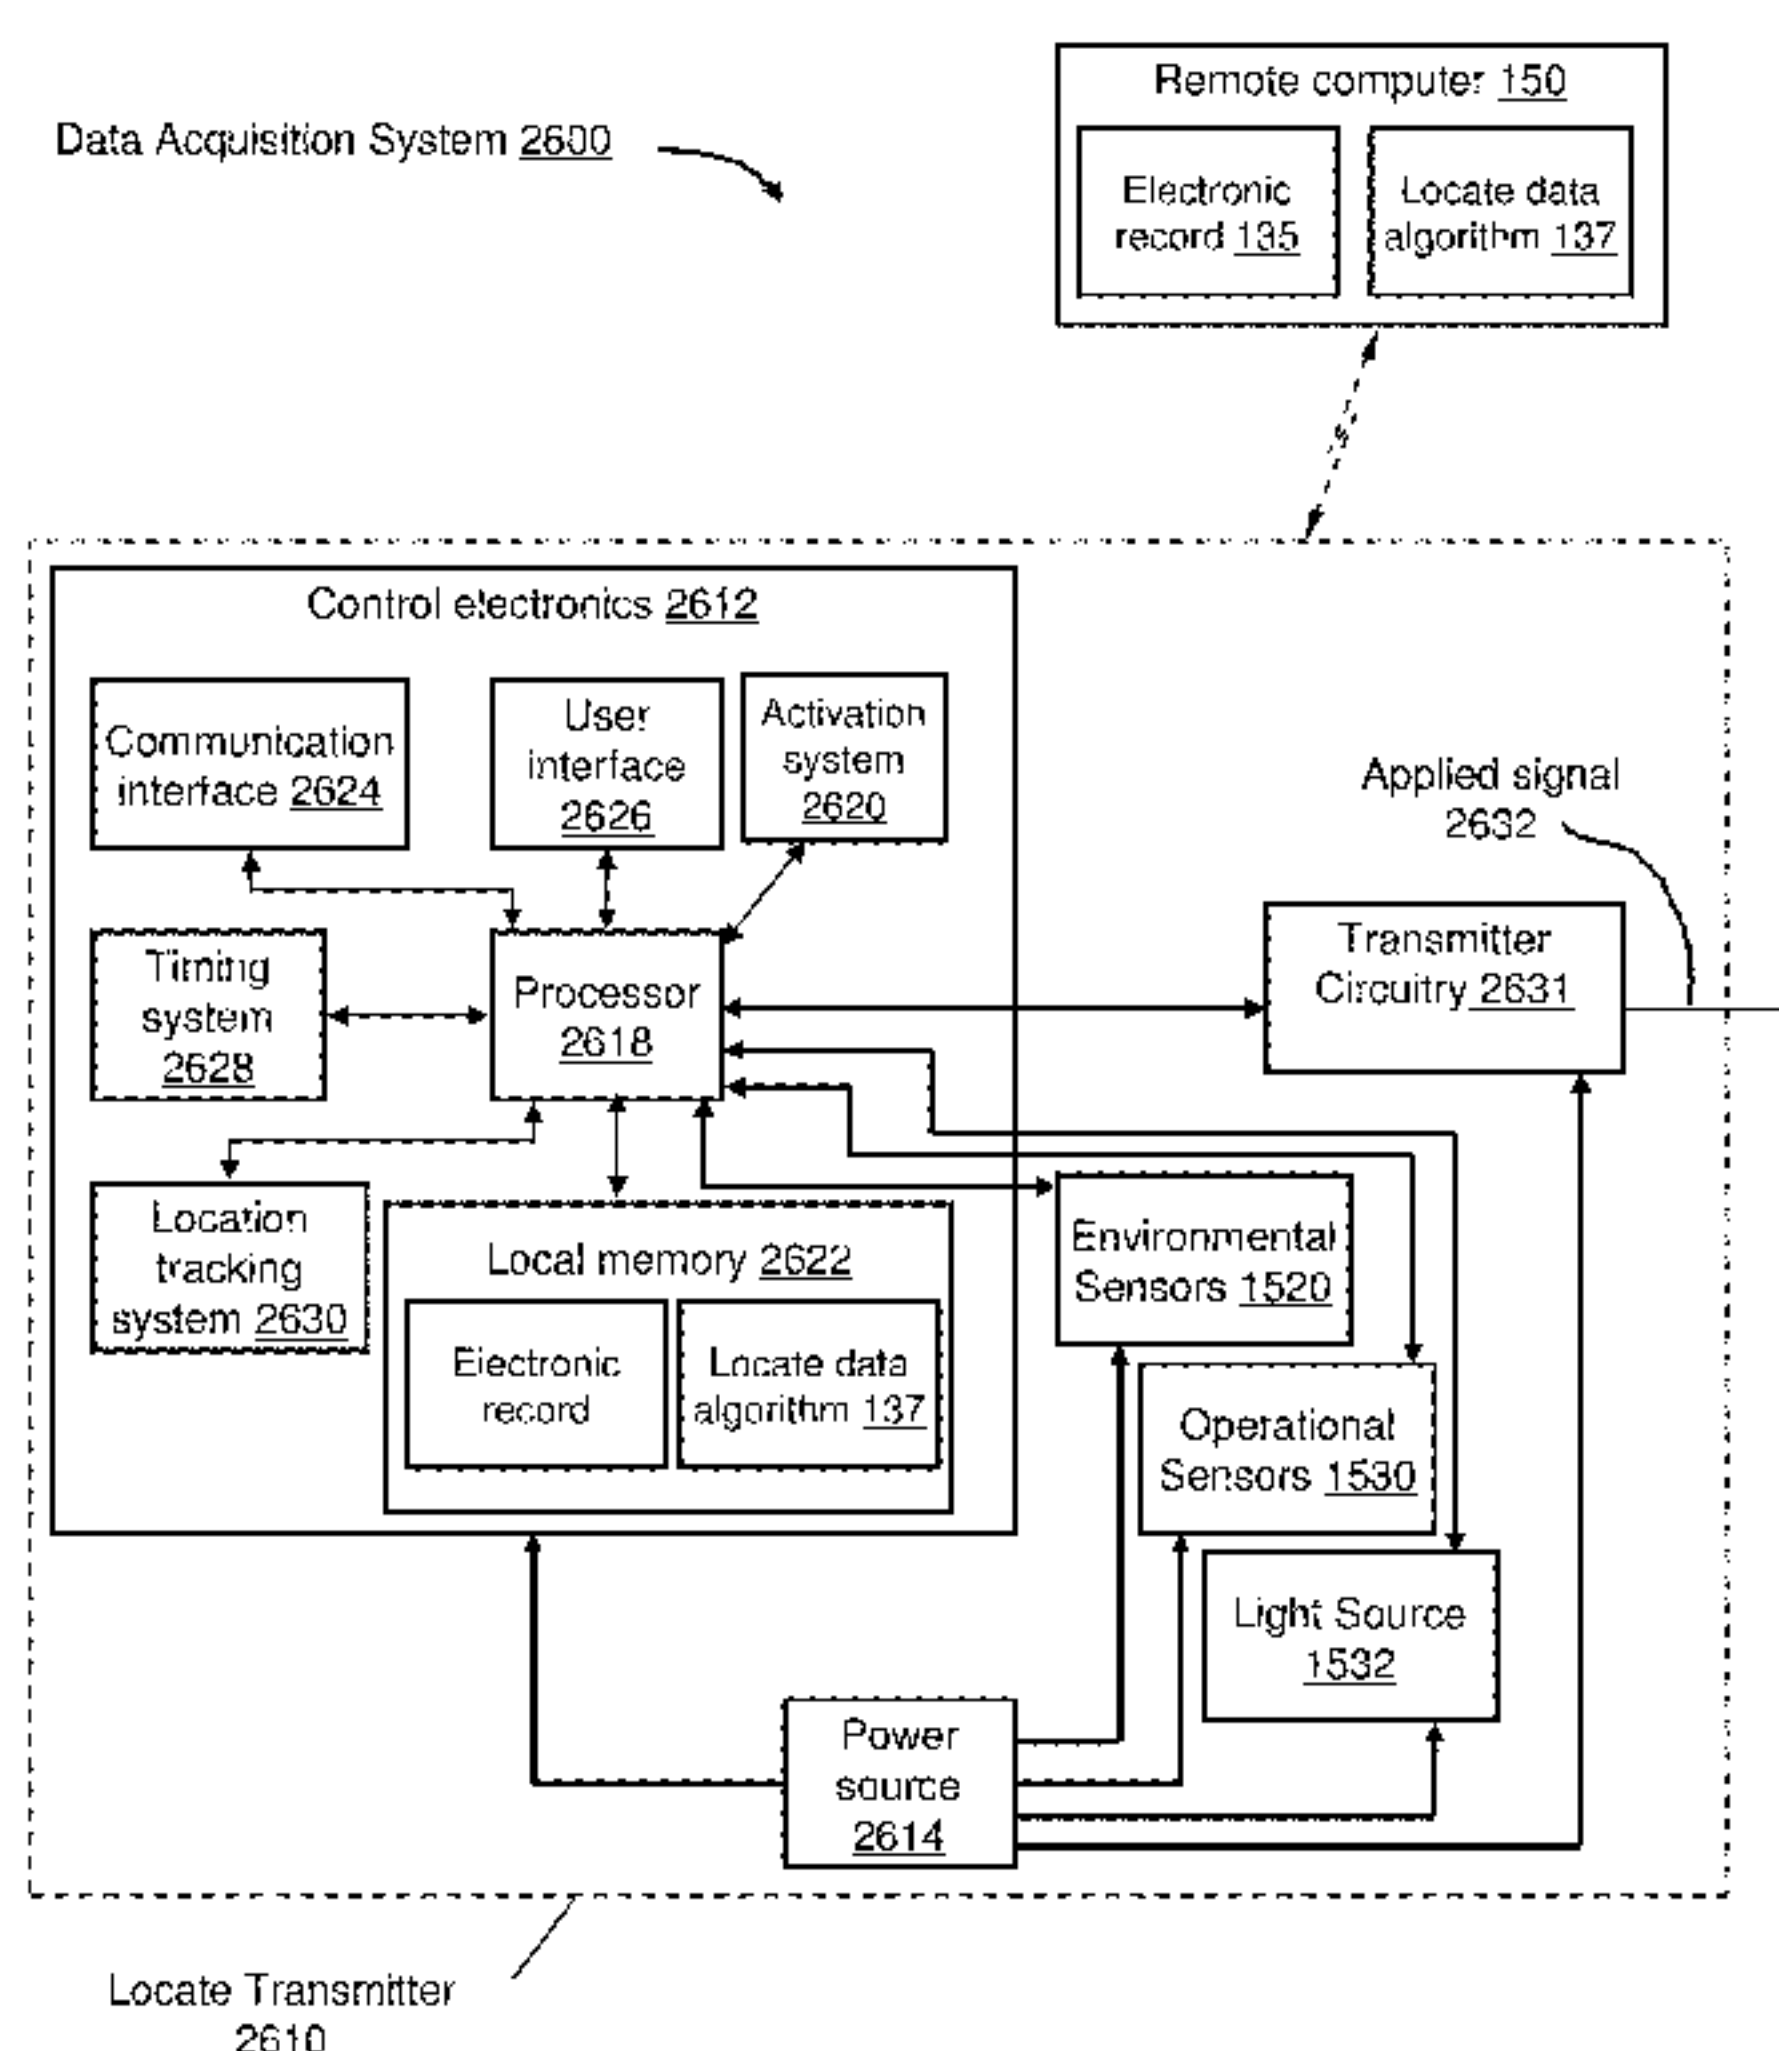 Remote computer 150
Data Acquisition System 2600
Electronic
record 135
Locate data
algorithm 137
Control electronics 2612
Communication
interface 2624
User
interface
2626
Activation
system
2620
Applied signal
2632
Timing
system
2628
Processor
2618
Transmitter
Circuitry 2631
Location
tracking
system 2630
Local memory 2622
Electronic
record
Locate data
algorithm 137
Environmental
Sensors 1520
Operational
Sensors 1530
Light Source
1532
Power
source
2614
Locate Transmitter
2610